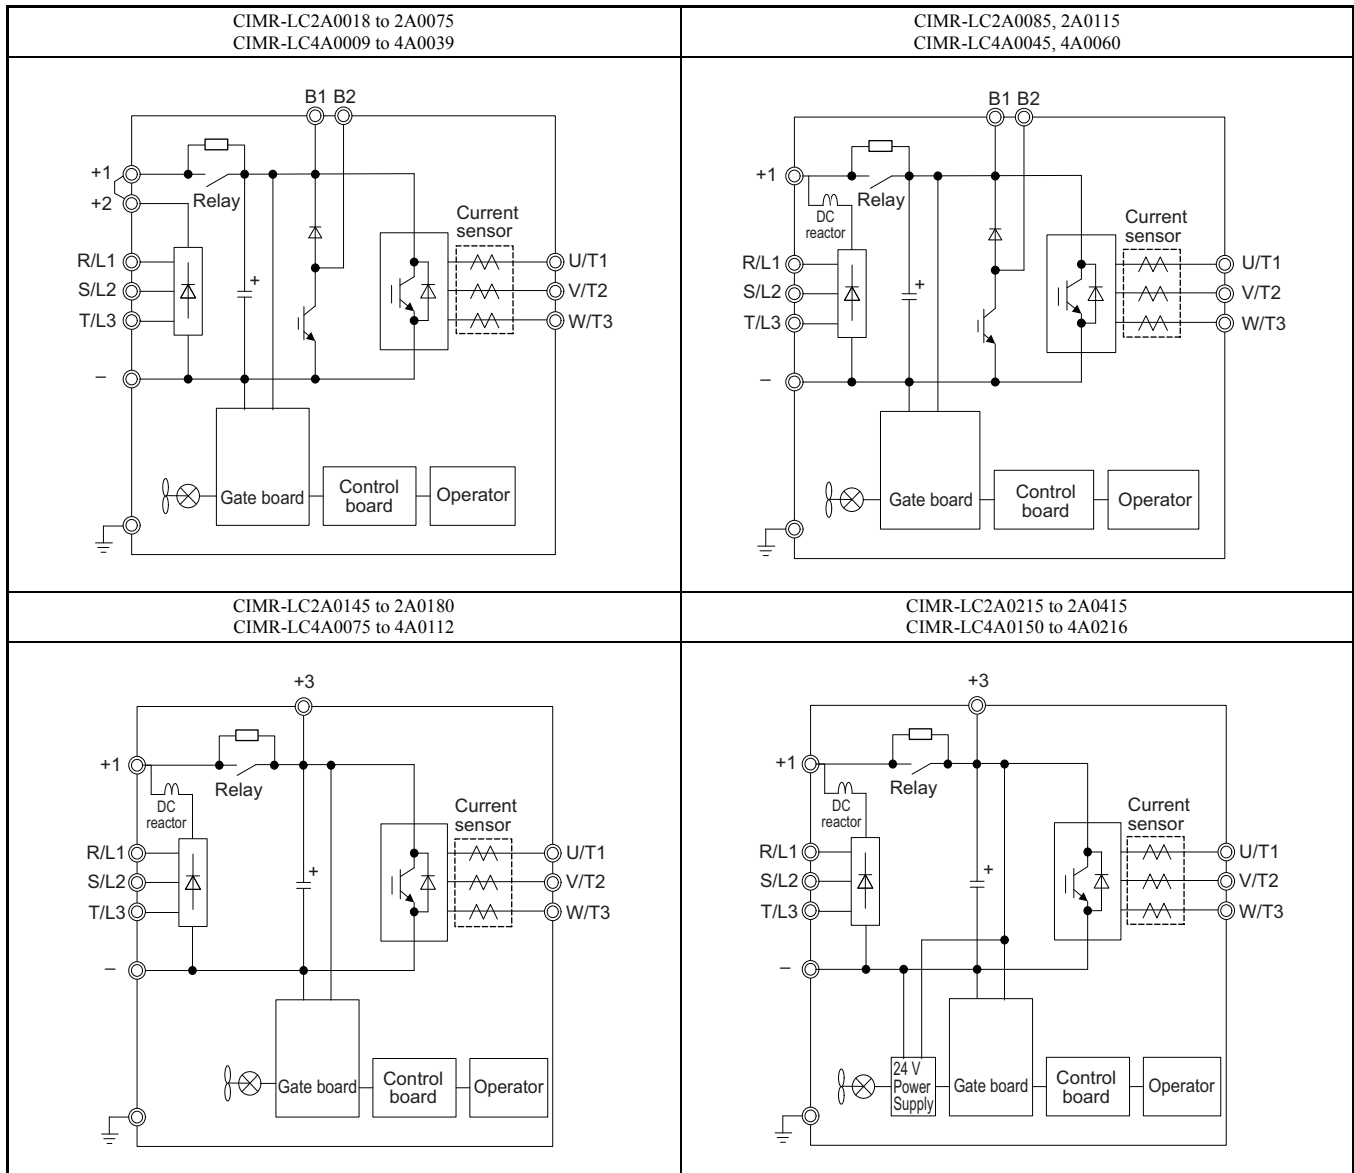 CIMR-LC2A0018 to 2A0075
CIMR-LC4A0009 to 4A0039
B1 B2
+1
+2
Relay
Current
sensor
R/L1
S/L2
T/L3
+
U/T1
V/T2
W/T3
–
Gate board
Control
board
Operator
CIMR-LC2A0085, 2A0115
CIMR-LC4A0045, 4A0060
B1 B2
+1
Relay
DC
reactor
Current
sensor
R/L1
S/L2
T/L3
+
U/T1
V/T2
W/T3
–
Gate board
Control
board
Operator
CIMR-LC2A0145 to 2A0180
CIMR-LC4A0075 to 4A0112
+3
+1
Relay
DC
reactor
Current
sensor
R/L1
S/L2
T/L3
+
U/T1
V/T2
W/T3
–
Gate board
Control
board
Operator
CIMR-LC2A0215 to 2A0415
CIMR-LC4A0150 to 4A0216
+3
+1
Relay
DC
reactor
Current
sensor
R/L1
S/L2
T/L3
+
U/T1
V/T2
W/T3
–
24 V
Power
Supply
Gate board
Control
board
Operator